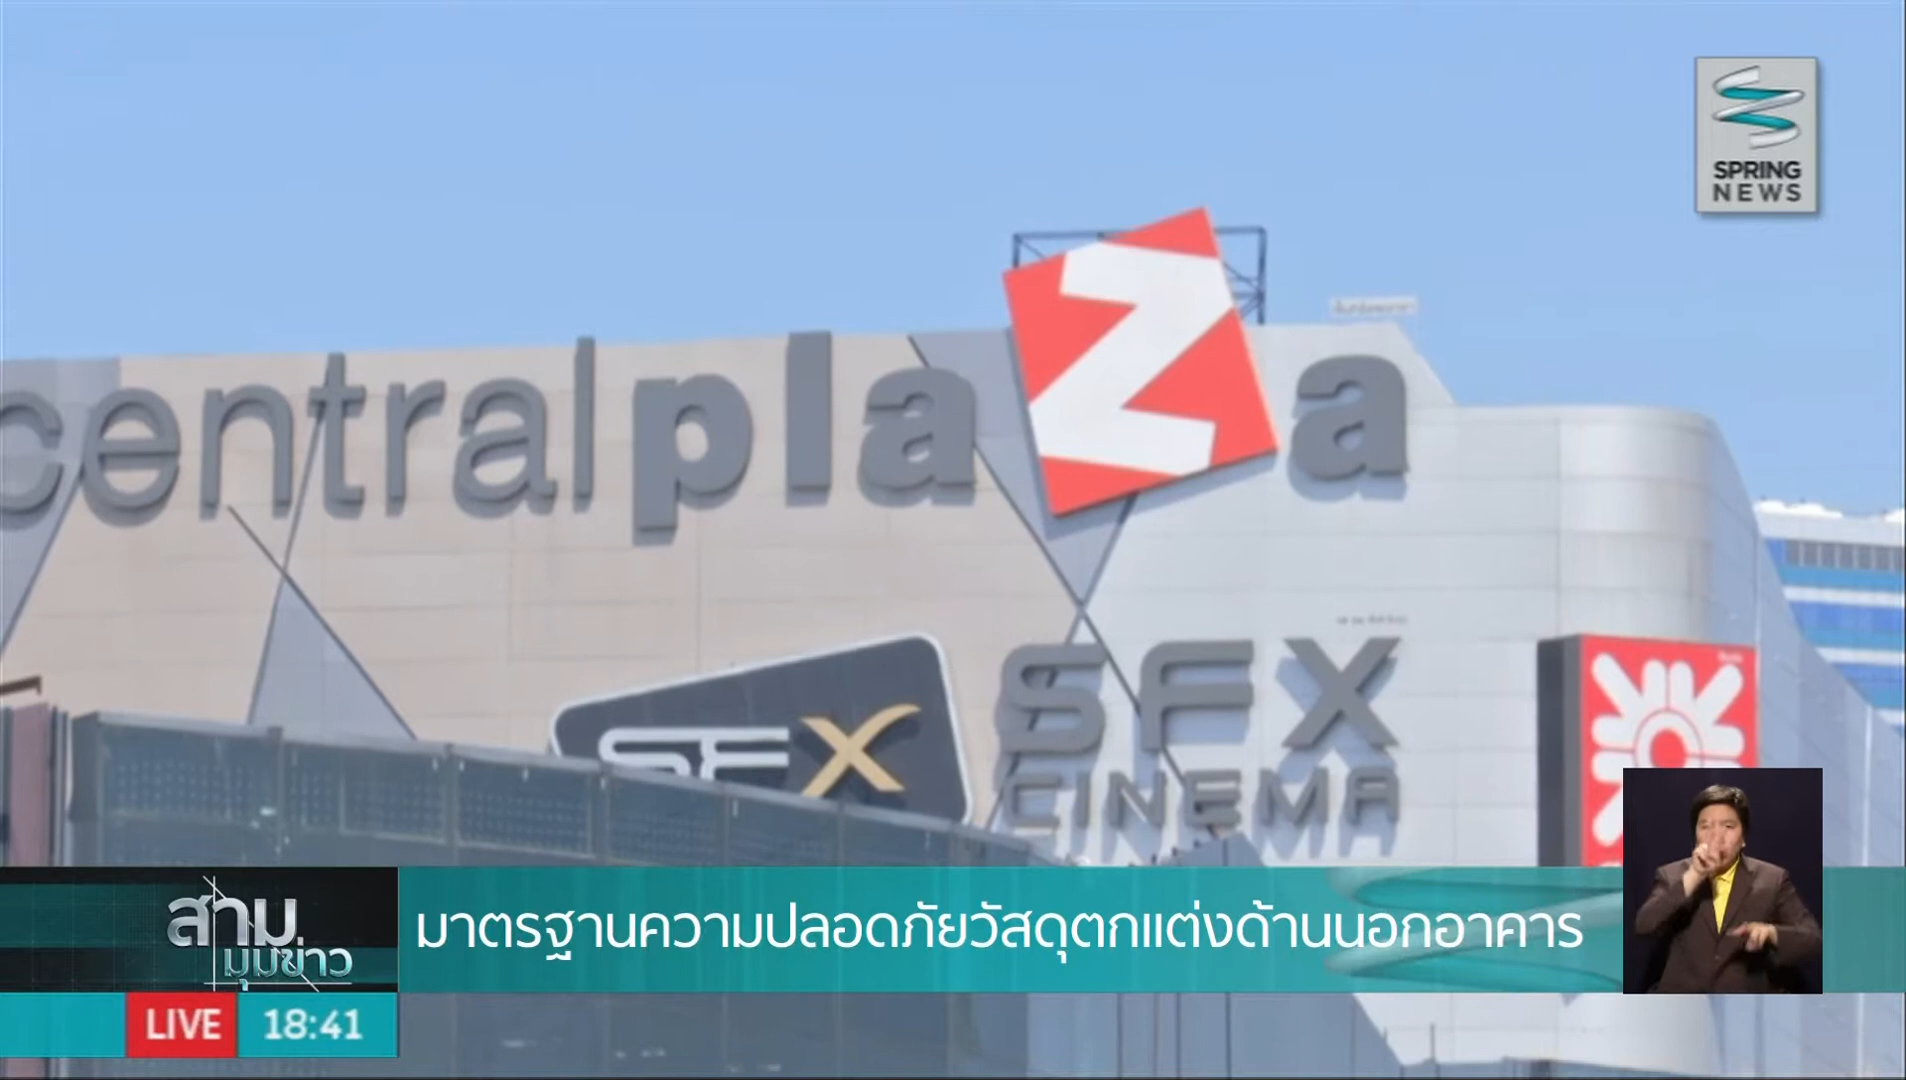 SPRING
NEWS
centralplaza
SFX
SFX
CINEMA
สามมุมข่าว
มาตรฐานความปลอดภัยวัสดุตกแต่งด้านนอกอาคาร
LIVE 18:41